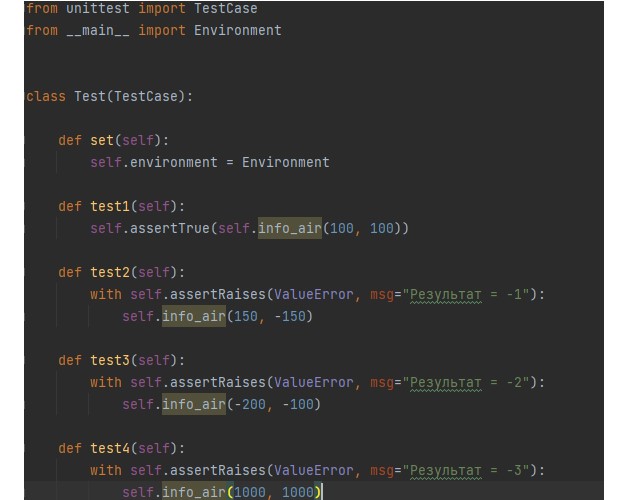 from unittest import TestCase
from __main__ import Environment
class Test(TestCase):
def set(self):
self.environment = Environment
def test1(self):
self.assertTrue(self.info_air(100, 100))
def test2(self):
with self.assertRaises(ValueError, msg="Результат = -1"):
self.info_air(150, -150)
def test3(self):
with self.assertRaises(ValueError, msg="Результат = -2"):
self.info_air(-200, -100)
def test4(self):
with self.assertRaises(ValueError, msg="Результат = -3"):
self.info_air(1000, 1000)